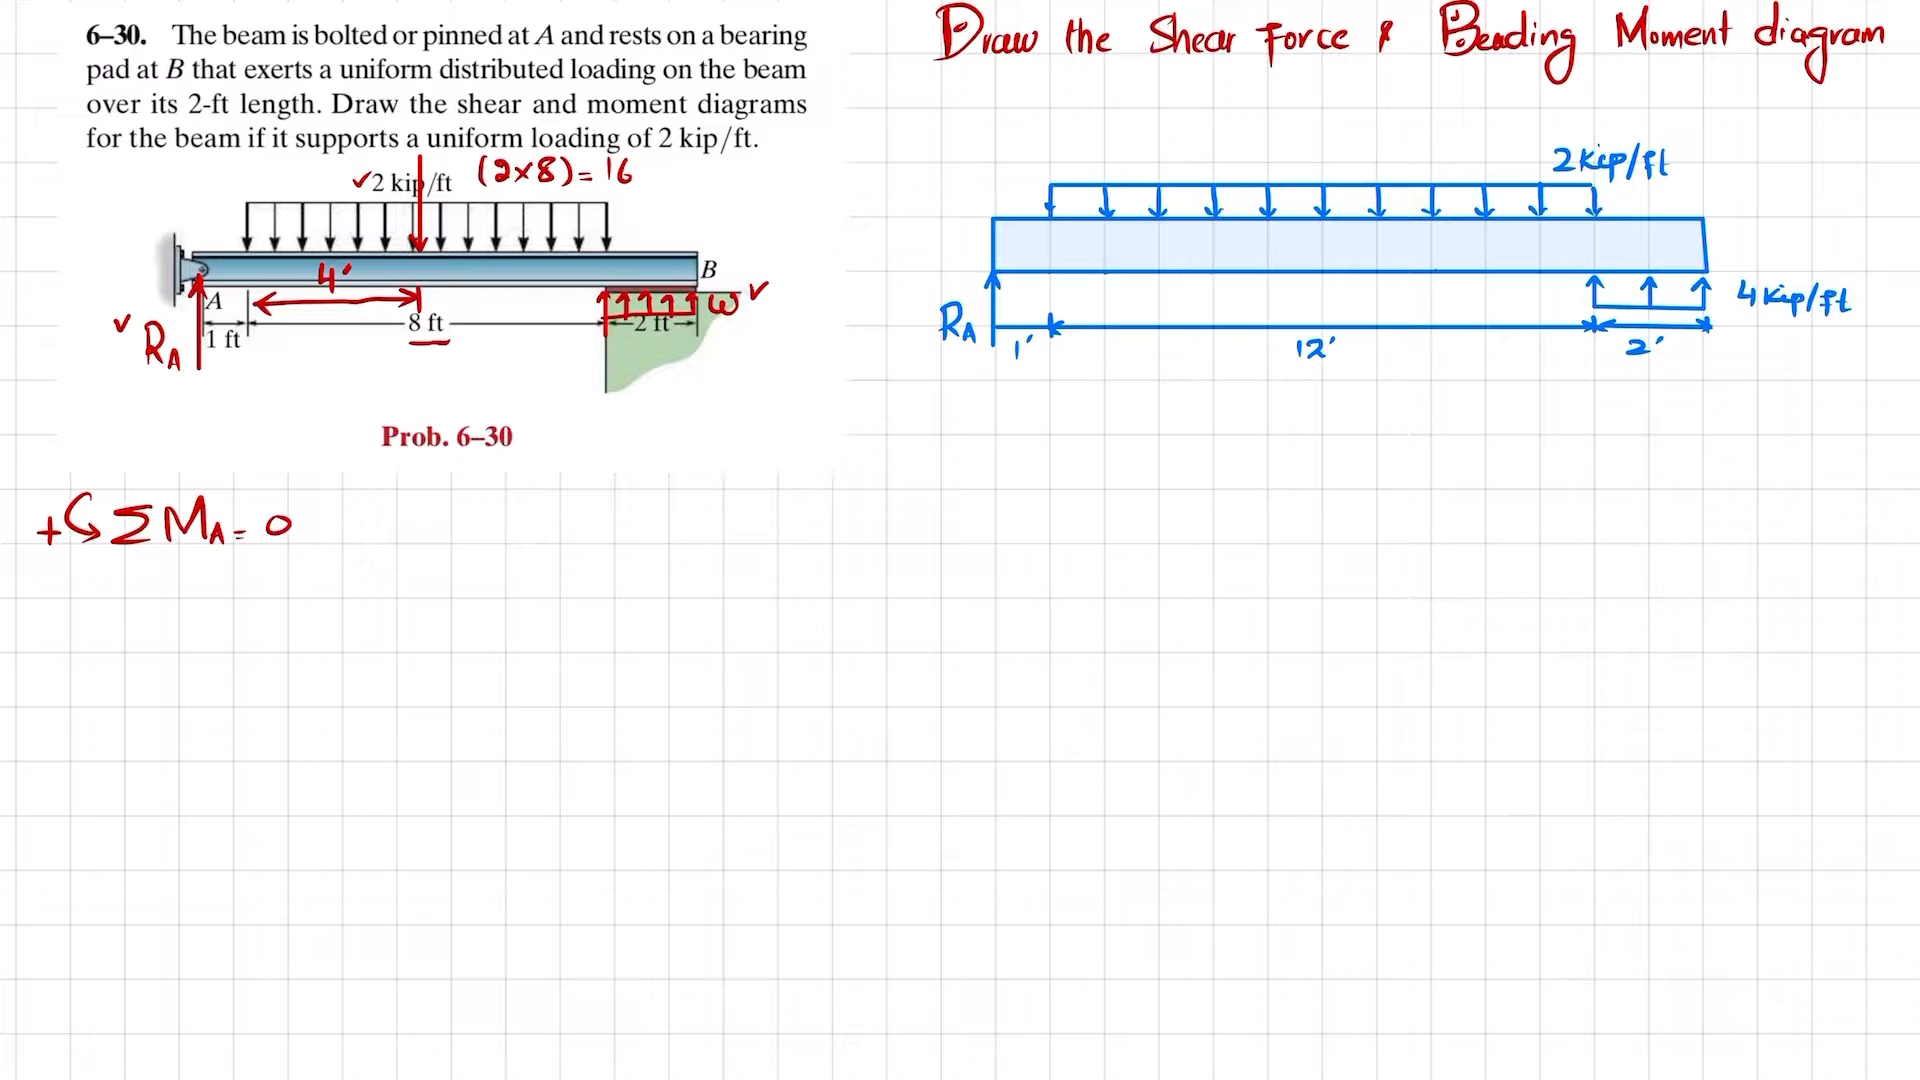 6–30. The beam is bolted or pinned at A and rests on a bearing
pad at B that exerts a uniform distributed loading on the beam
over its 2-ft length. Draw the shear and moment diagrams
for the beam if it supports a uniform loading of 2 kip/ft.
✓2 kip/ft (2×8)=16
4'
B
A
ω ✓
✓ RA
1 ft
8 ft
2 ft
Prob. 6–30
+ ΣMA=0
Draw the Shear Force & Bending Moment diagram
2kip/ft
4kip/ft
RA
1'
12'
2'